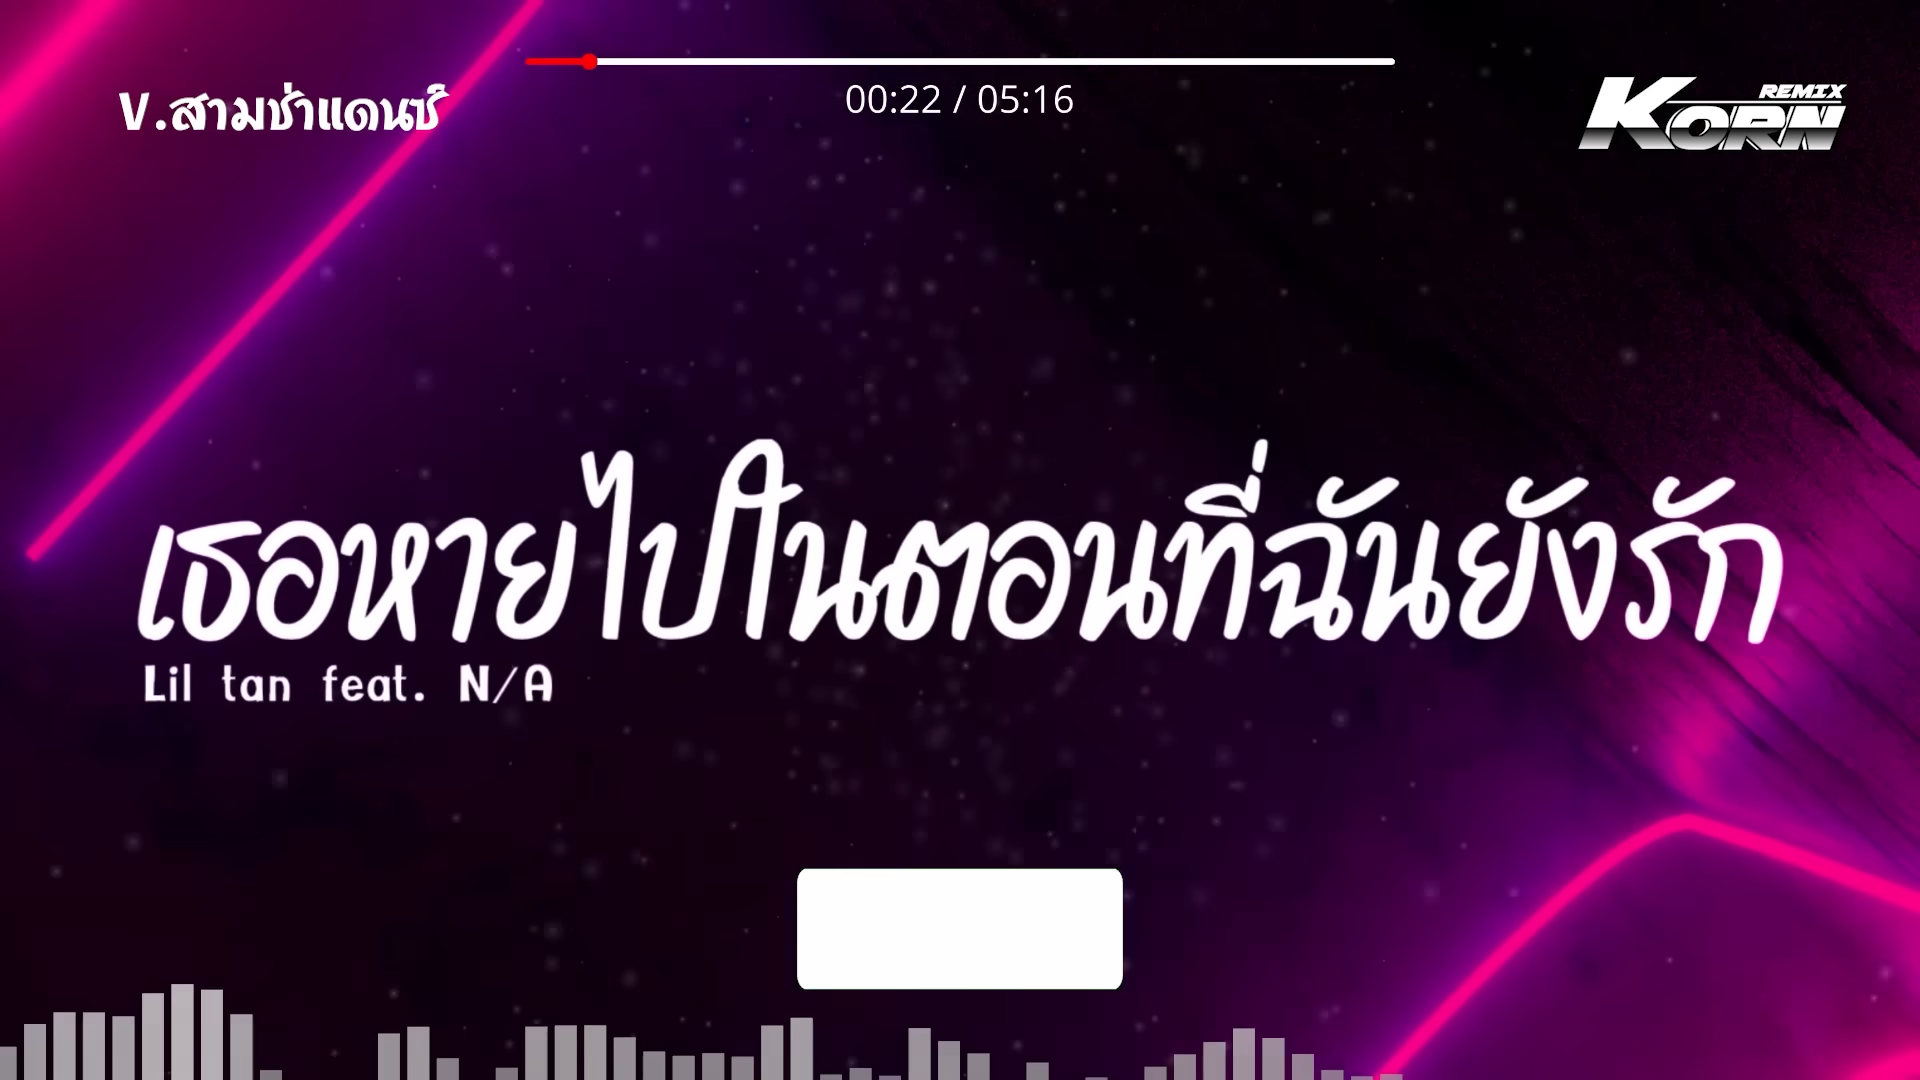 V.สามช่าแดนซ์
00:22 / 05:16
REMIX
KORN
เธอหายไปในตอนที่ฉันยังรัก
Lil tan feat. N/A